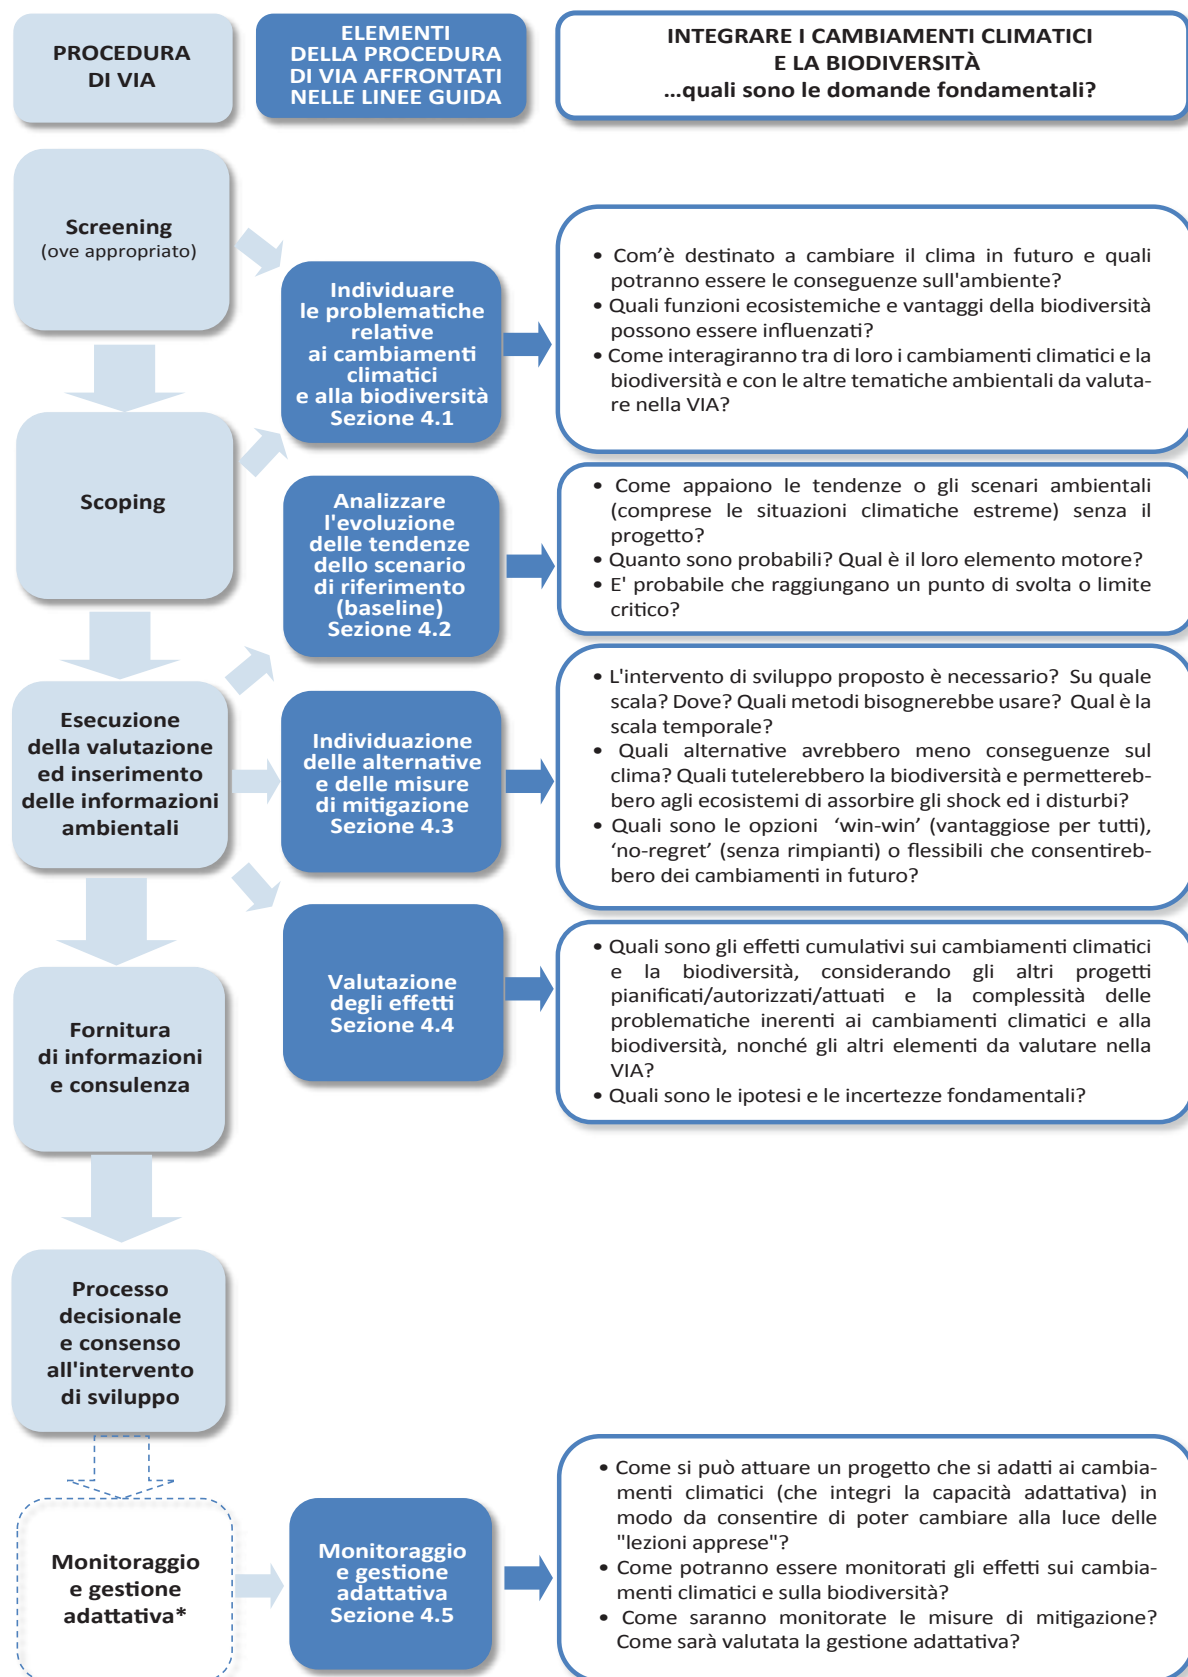 PROCEDURA
DI VIA
ELEMENTI
DELLA PROCEDURA
DI VIA AFFRONTATI
NELLE LINEE GUIDA
INTEGRARE I CAMBIAMENTI CLIMATICI
E LA BIODIVERSITÀ
...quali sono le domande fondamentali?
Screening
(ove appropriato)
Individuare
le problematiche
relative
ai cambiamenti
climatici
e alla biodiversità
Sezione 4.1
• Com’è destinato a cambiare il clima in futuro e quali
potranno essere le conseguenze sull'ambiente?
• Quali funzioni ecosistemiche e vantaggi della biodiversità
possono essere influenzati?
• Come interagiranno tra di loro i cambiamenti climatici e la
biodiversità e con le altre tematiche ambientali da valuta-
re nella VIA?
Scoping
Analizzare
l'evoluzione
delle tendenze
dello scenario
di riferimento
(baseline)
Sezione 4.2
• Come appaiono le tendenze o gli scenari ambientali
(comprese le situazioni climatiche estreme) senza il
progetto?
• Quanto sono probabili? Qual è il loro elemento motore?
• E' probabile che raggiungano un punto di svolta o limite
critico?
Esecuzione
della valutazione
ed inserimento
delle informazioni
ambientali
Individuazione
delle alternative
e delle misure
di mitigazione
Sezione 4.3
• L'intervento di sviluppo proposto è necessario? Su quale
scala? Dove? Quali metodi bisognerebbe usare? Qual è la
scala temporale?
• Quali alternative avrebbero meno conseguenze sul
clima? Quali tutelerebbero la biodiversità e permettereb-
bero agli ecosistemi di assorbire gli shock ed i disturbi?
• Quali sono le opzioni ‘win-win’ (vantaggiose per tutti),
‘no-regret’ (senza rimpianti) o flessibili che consentireb-
bero dei cambiamenti in futuro?
Fornitura
di informazioni
e consulenza
Valutazione
degli effetti
Sezione 4.4
• Quali sono gli effetti cumulativi sui cambiamenti climatici
e la biodiversità, considerando gli altri progetti
pianificati/autorizzati/attuati e la complessità delle
problematiche inerenti ai cambiamenti climatici e alla
biodiversità, nonché gli altri elementi da valutare nella
VIA?
• Quali sono le ipotesi e le incertezze fondamentali?
Processo
decisionale
e consenso
all'intervento
di sviluppo
Monitoraggio
e gestione
adattativa*
Monitoraggio
e gestione
adattativa
Sezione 4.5
• Come si può attuare un progetto che si adatti ai cambia-
menti climatici (che integri la capacità adattativa) in
modo da consentire di poter cambiare alla luce delle
"lezioni apprese"?
• Come potranno essere monitorati gli effetti sui cambia-
menti climatici e sulla biodiversità?
• Come saranno monitorate le misure di mitigazione?
Come sarà valutata la gestione adattativa?